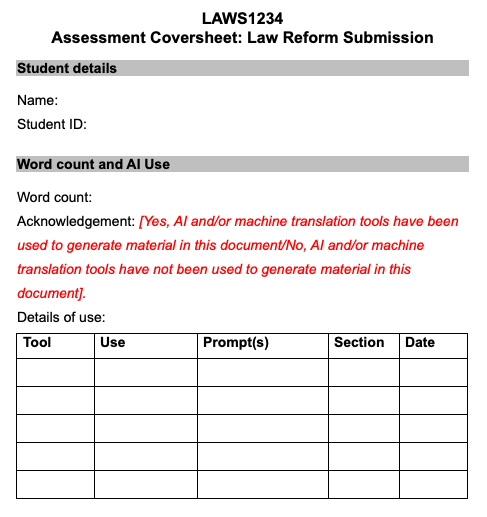 LAWS1234
Assessment Coversheet: Law Reform Submission
Student details
Name:
Student ID:
Word count and AI Use
Word count:
Acknowledgement: [Yes, AI and/or machine translation tools have been
used to generate material in this document/No, AI and/or machine
translation tools have not been used to generate material in this
document].
Details of use:
Tool Use Prompt(s) Section Date